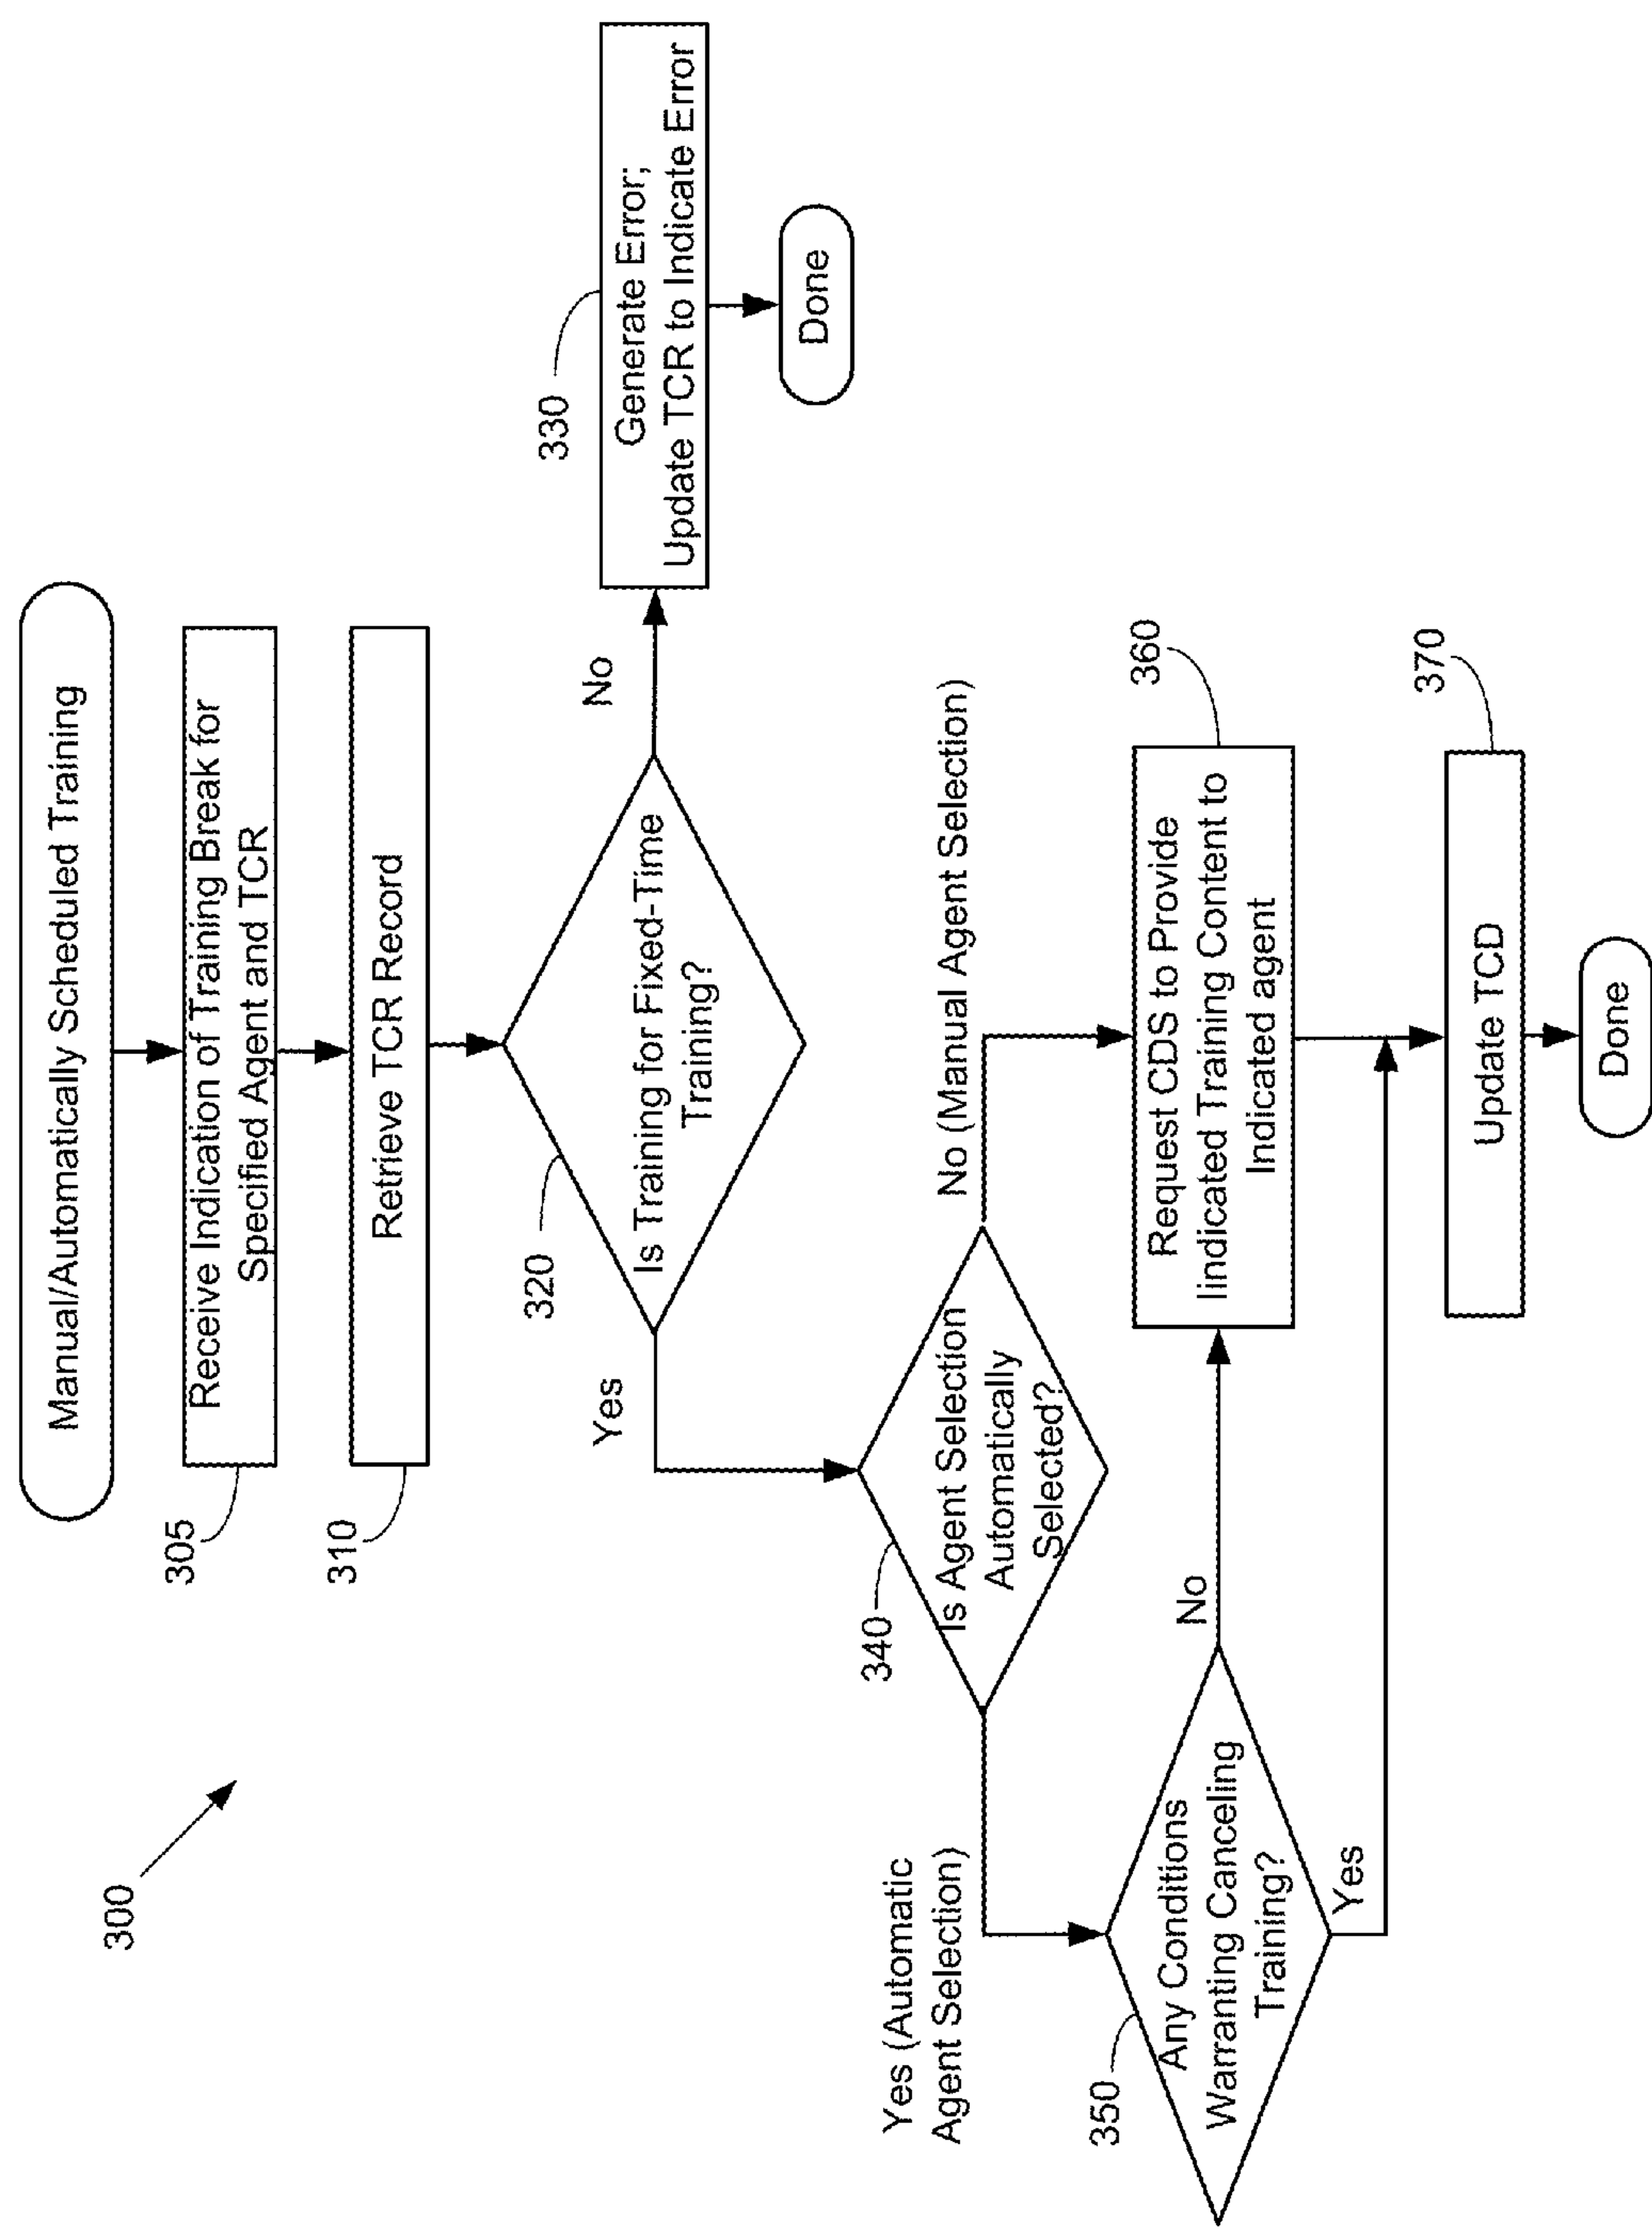 300
Manual/Automatically Scheduled Training
305
Receive Indication of Training Break for
Specified Agent and TCR
310
Retrieve TCR Record
320
Is Training for Fixed-Time
Training?
No
330
Generate Error;
Update TCR to Indicate Error
Done
Yes
340
Is Agent Selection
Automatically
Selected?
Yes (Automatic
Agent Selection)
No (Manual Agent Selection)
350
Any Conditions
Warranting Canceling
Training?
No
Yes
360
Request CDS to Provide
Iindicated Training Content to
Indicated agent
370
Update TCD
Done